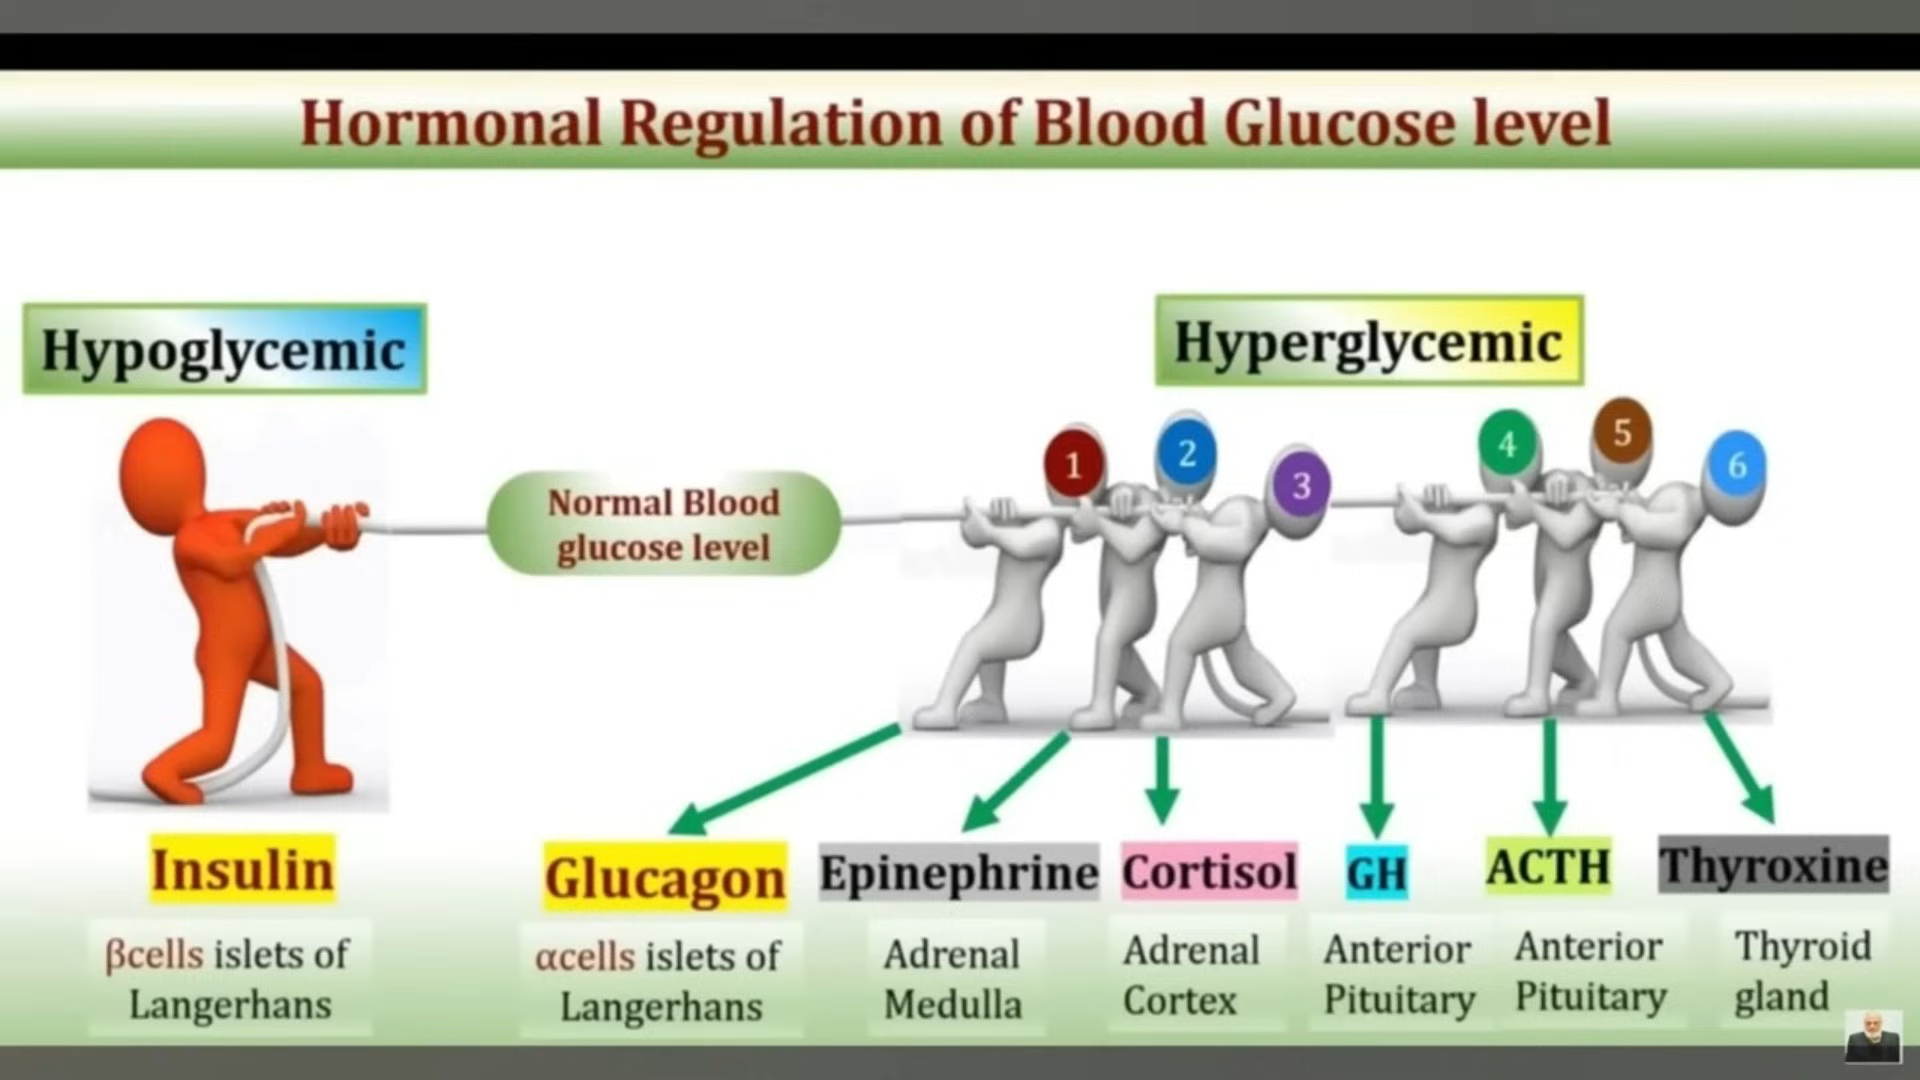 Hormonal Regulation of Blood Glucose level
Hypoglycemic
Hyperglycemic
1
2
3
4
5
6
Normal Blood
glucose level
Insulin
βcells islets of
Langerhans
Glucagon
αcells islets of
Langerhans
Epinephrine
Adrenal
Medulla
Cortisol
Adrenal
Cortex
GH
Anterior
Pituitary
ACTH
Anterior
Pituitary
Thyroxine
Thyroid
gland